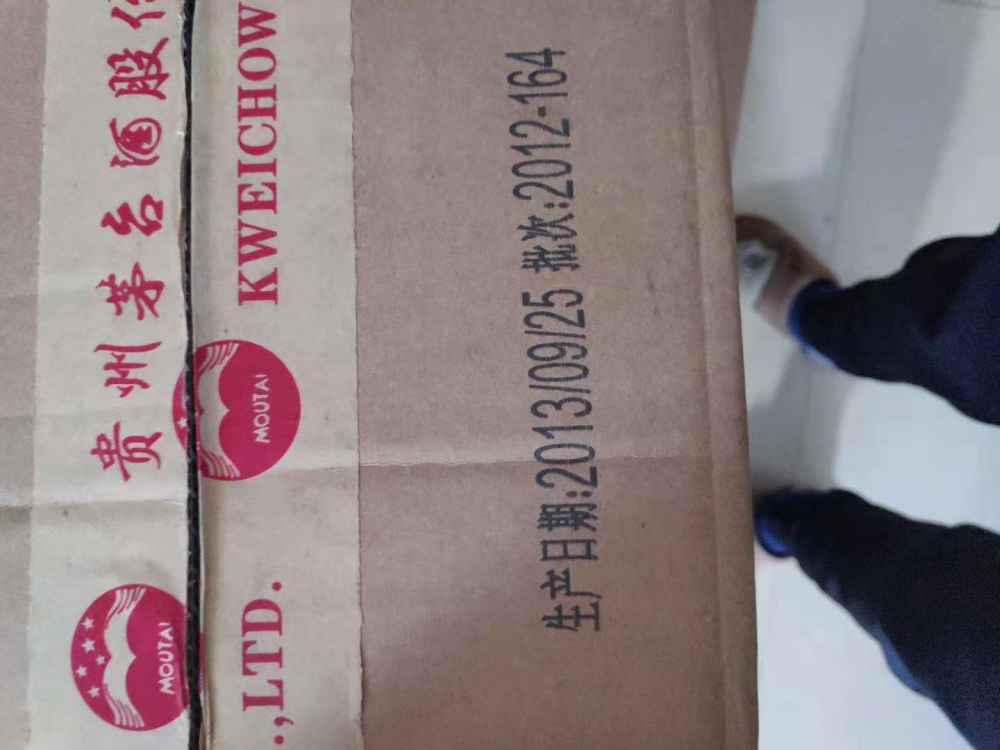 贵州茅台酒股份
MOUTAI
MOUTAI
KWEICHOW
.,LTD.
生产日期:2013/09/25 批次:2012-164